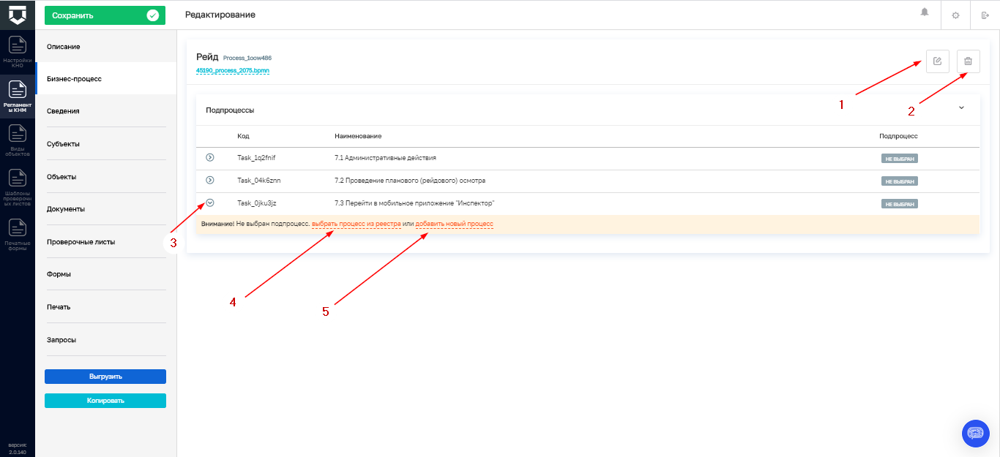 Сохранить
Редактирование
Настройки
КНО
Регламент
ы КНМ
Виды
объектов
Шаблоны
проверочн
ых листов
Печатные
формы
версия:
2.0.140
Описание
Бизнес-процесс
Сведения
Субъекты
Объекты
Документы
Проверочные листы
Формы
Печать
Запросы
Выгрузить
Копировать
Рейд Process_1oow486
45190_process_2075.bpmn
Подпроцессы
Код Наименование Подпроцесс
Task_1q2fnif 7.1 Административные действия НЕ ВЫБРАН
Task_04k6znn 7.2 Проведение планового (рейдового) осмотра НЕ ВЫБРАН
Task_0jku3jz 7.3 Перейти в мобильное приложение "Инспектор" НЕ ВЫБРАН
Внимание! Не выбран подпроцесс. выбрать процесс из реестра или добавить новый процесс
1
2
3
4
5